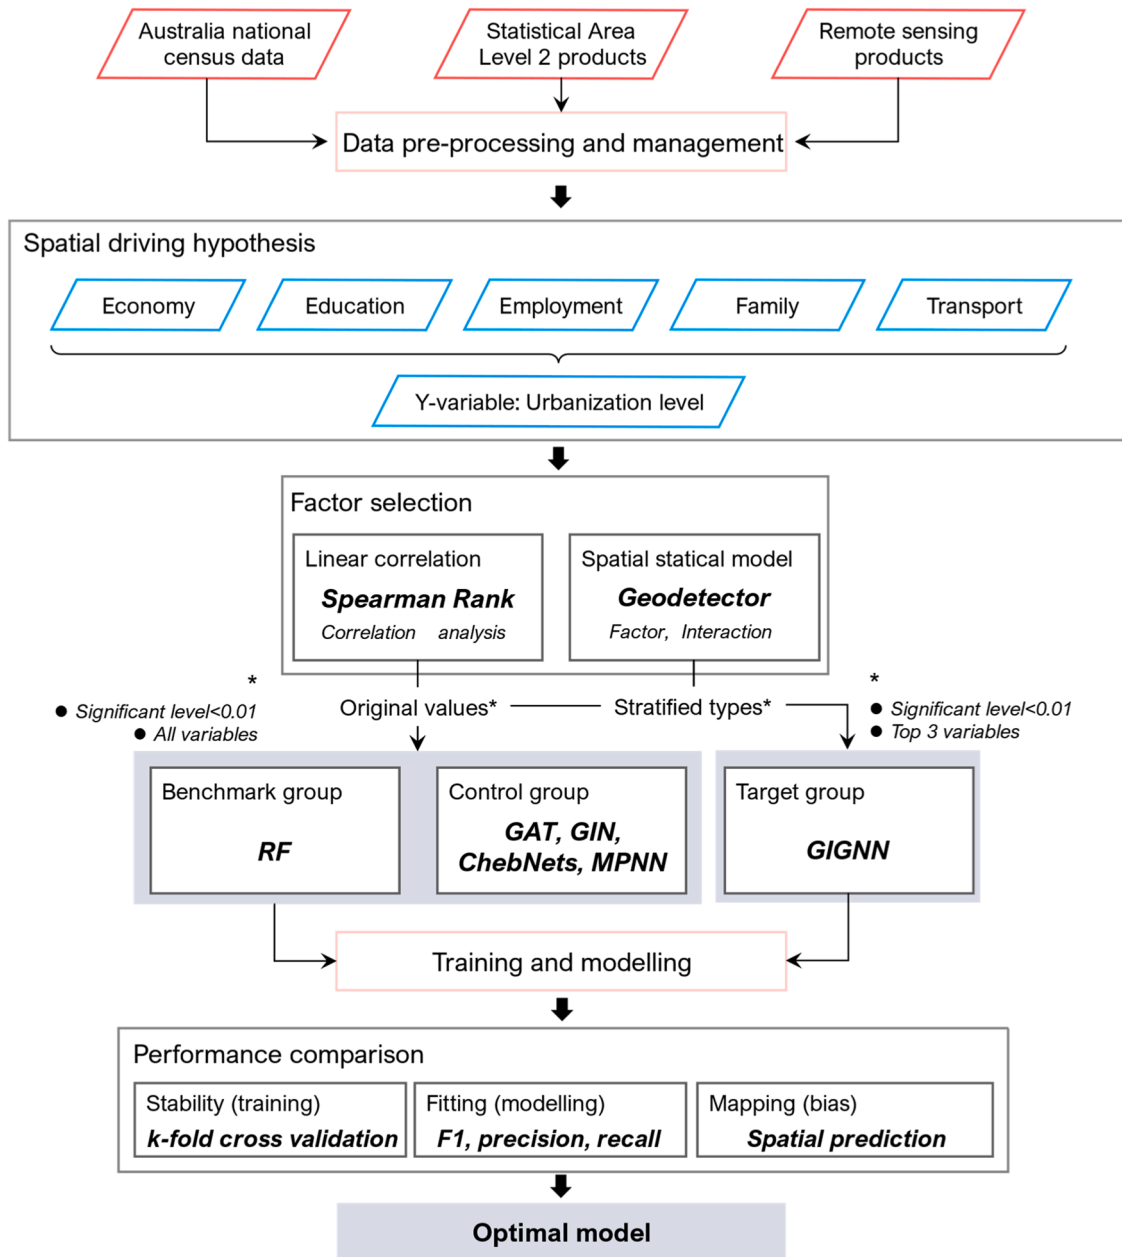 Australia national
census data
Statistical Area
Level 2 products
Remote sensing
products
Data pre-processing and management
Spatial driving hypothesis
Economy
Education
Employment
Family
Transport
Y-variable: Urbanization level
Factor selection
Linear correlation
Spearman Rank
Correlation analysis
Spatial statical model
Geodetector
Factor, Interaction
*
● Significant level<0.01
● All variables
Original values*
Stratified types*
*
● Significant level<0.01
● Top 3 variables
Benchmark group
RF
Control group
GAT, GIN,
ChebNets, MPNN
Target group
GIGNN
Training and modelling
Performance comparison
Stability (training)
k-fold cross validation
Fitting (modelling)
F1, precision, recall
Mapping (bias)
Spatial prediction
Optimal model